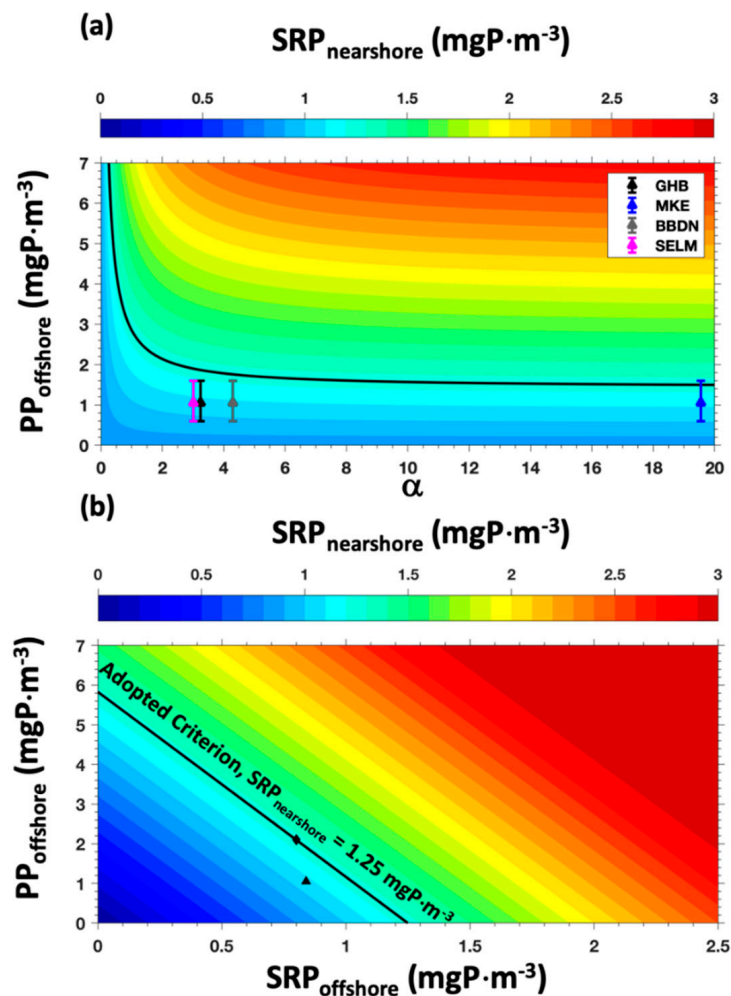 (a)
SRPnearshore (mgP·m-3)
0 0.5 1 1.5 2 2.5 3
PPoffshore (mgP·m-3)
7
6
5
4
3
2
1
0
GHB
MKE
BBDN
SELM
0 2 4 6 8 10 12 14 16 18 20
α
(b)
SRPnearshore (mgP·m-3)
0 0.5 1 1.5 2 2.5 3
PPoffshore (mgP·m-3)
7
6
5
4
3
2
1
0
Adopted Criterion, SRPnearshore = 1.25 mgP·m-3
0 0.5 1 1.5 2 2.5
SRPoffshore (mgP·m-3)